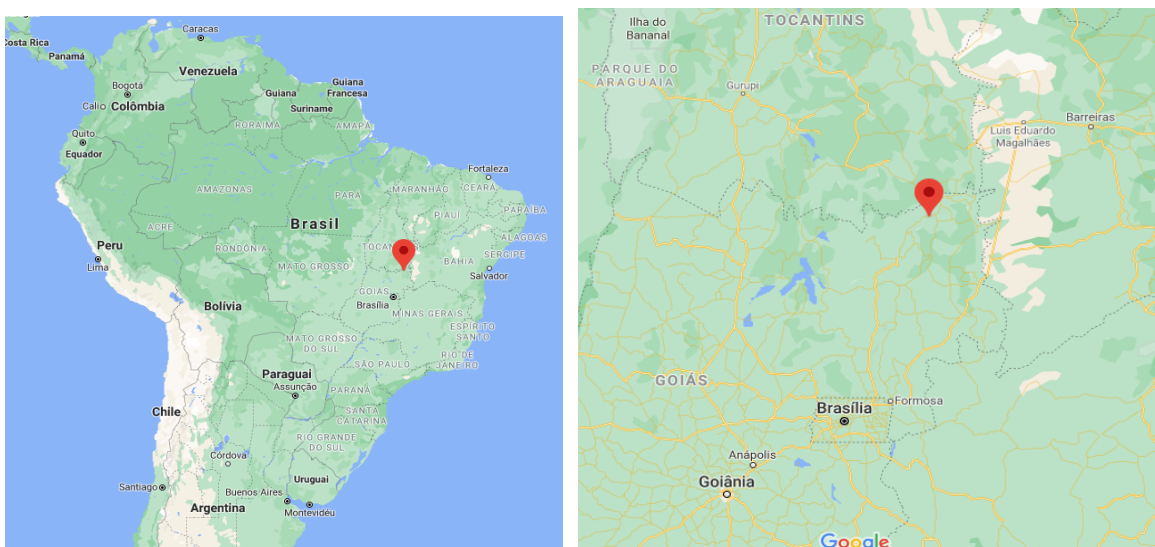 Caracas
Costa Rica
Panamá
Venezuela
Bogotá
Guiana
Guiana
Francesa
Cali
Colômbia
Suriname
RORAIMA
AMAPÁ
Quito
Equador
Fortaleza
AMAZONAS
PARÁ
MARANHÃO
CEARÁ
Brasil
PIAUÍ
PARAÍBA
ACRE
Peru
RONDÔNIA
TOCANTINS
ALAGOAS
SERGIPE
Lima
MATO GROSSO
BAHIA
Salvador
Bolívia
GOIÁS
Brasília
MINAS GERAIS
ESPÍRITO
SANTO
MATO GROSSO
DO SUL
RIO DE
JANEIRO
SÃO PAULO
Paraguai
Assunção
PARANÁ
Chile
SANTA
CATARINA
RIO GRANDE
DO SUL
Córdova
Uruguai
Santiago
Buenos Aires
Argentina
Montevidéu
Ilha do
Bananal
TOCANTINS
PARQUE DO
ARAGUAIA
Gurupi
Barreiras
Luís Eduardo
Magalhães
GOIÁS
Brasília
Formosa
Anápolis
Goiânia
Google